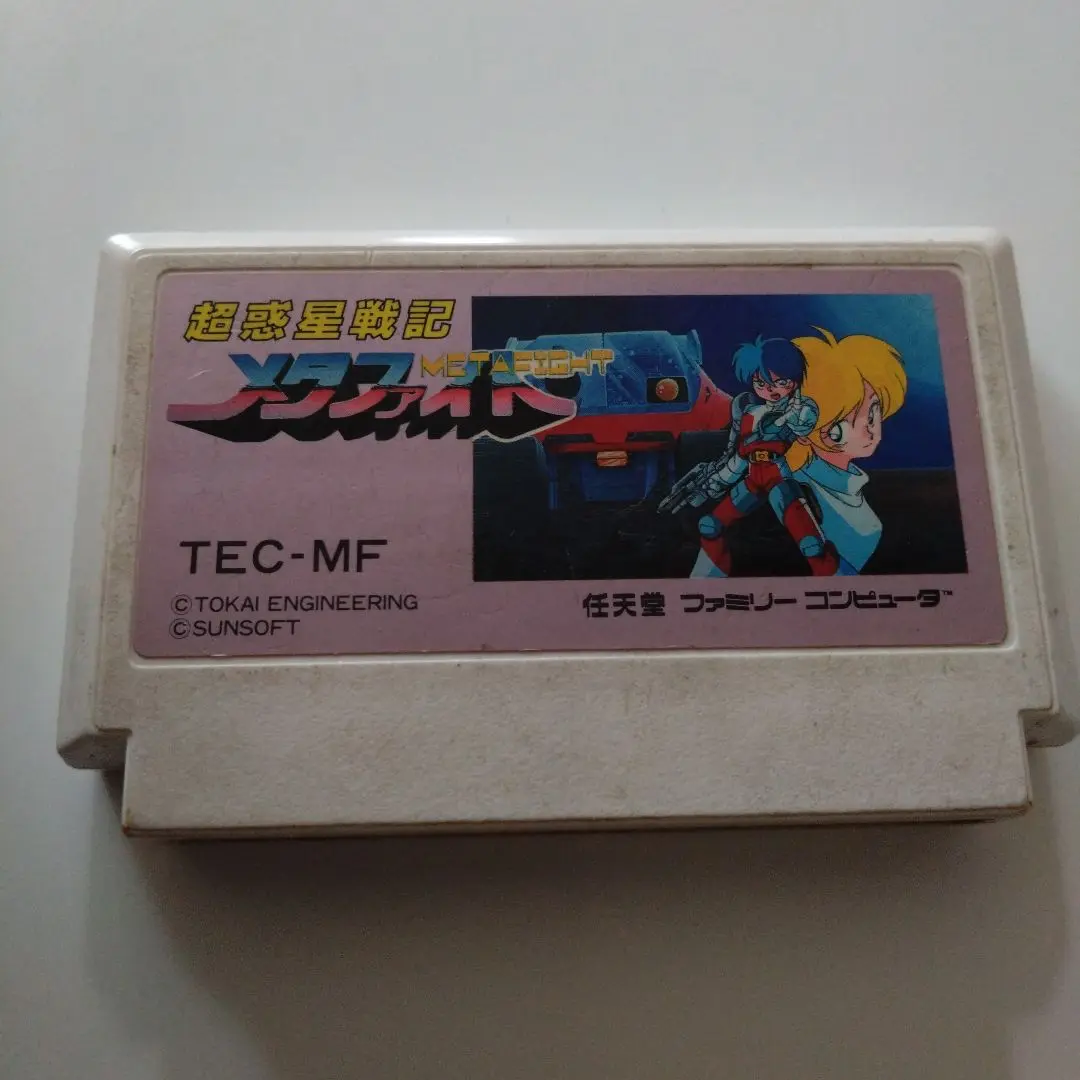 超惑星戦記
メタファイト
METAFIGHT
TEC-MF
©TOKAI ENGINEERING
©SUNSOFT
任天堂 ファミリー コンピュータ™